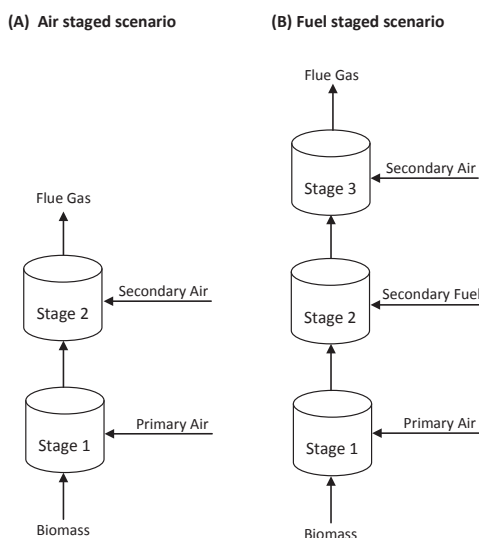 (A) Air staged scenario
Flue Gas
Stage 2
Secondary Air
Stage 1
Primary Air
Biomass
(B) Fuel staged scenario
Flue Gas
Stage 3
Secondary Air
Stage 2
Secondary Fuel
Stage 1
Primary Air
Biomass